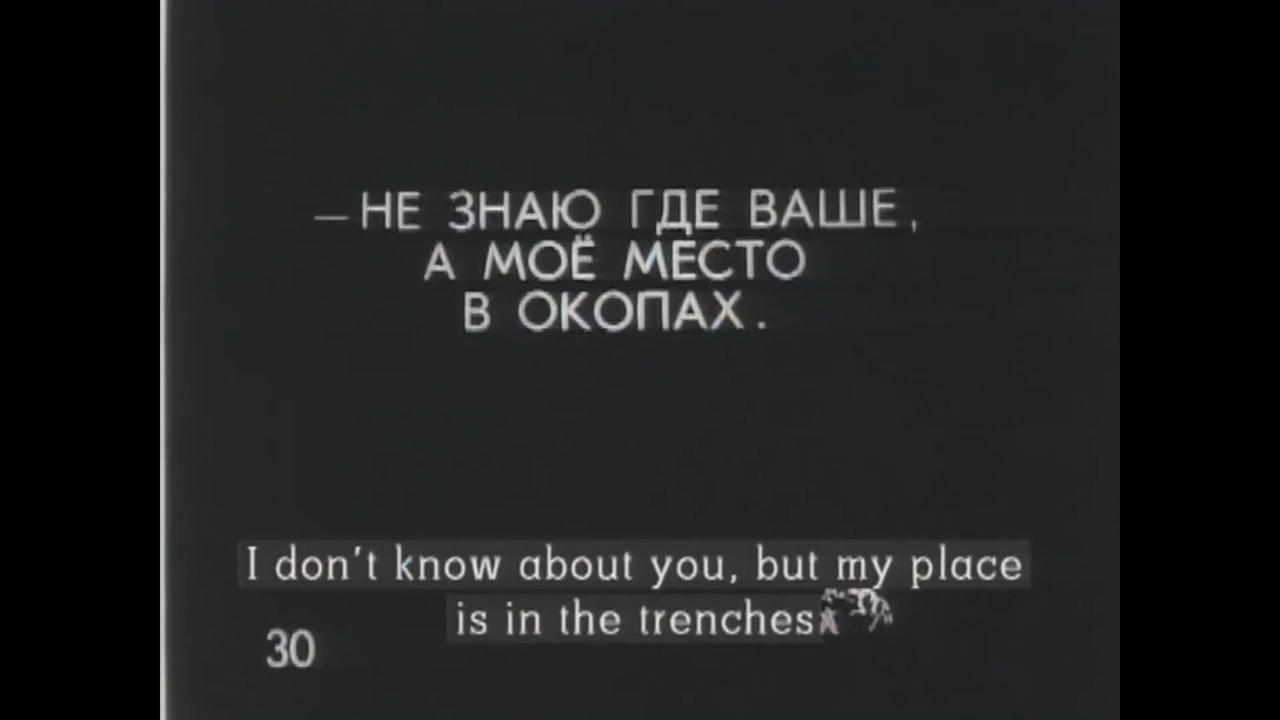 — НЕ ЗНАЮ ГДЕ ВАШЕ,
А МОЁ МЕСТО
В ОКОПАХ.
I don't know about you, but my place
is in the trenches
30